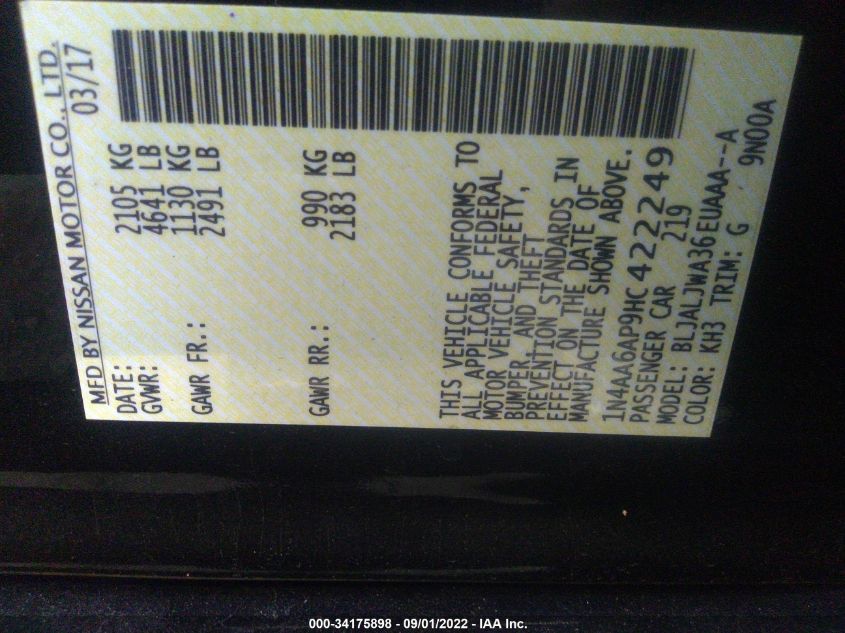 MFD BY NISSAN MOTOR CO., LTD.
DATE: 03/17
GVWR: 2105 KG
4641 LB
GAWR FR.: 1130 KG
2491 LB
GAWR RR.: 990 KG
2183 LB
THIS VEHICLE CONFORMS TO
ALL APPLICABLE FEDERAL
MOTOR VEHICLE SAFETY,
BUMPER, AND THEFT
PREVENTION STANDARDS IN
EFFECT ON THE DATE OF
MANUFACTURE SHOWN ABOVE.
1N4AA6AP9HC422249
PASSENGER CAR 219
MODEL: BLJALJWA36EUAAA--A
COLOR: KH3 TRIM: G 9N00A
000-34175898 - 09/01/2022 - IAA Inc.